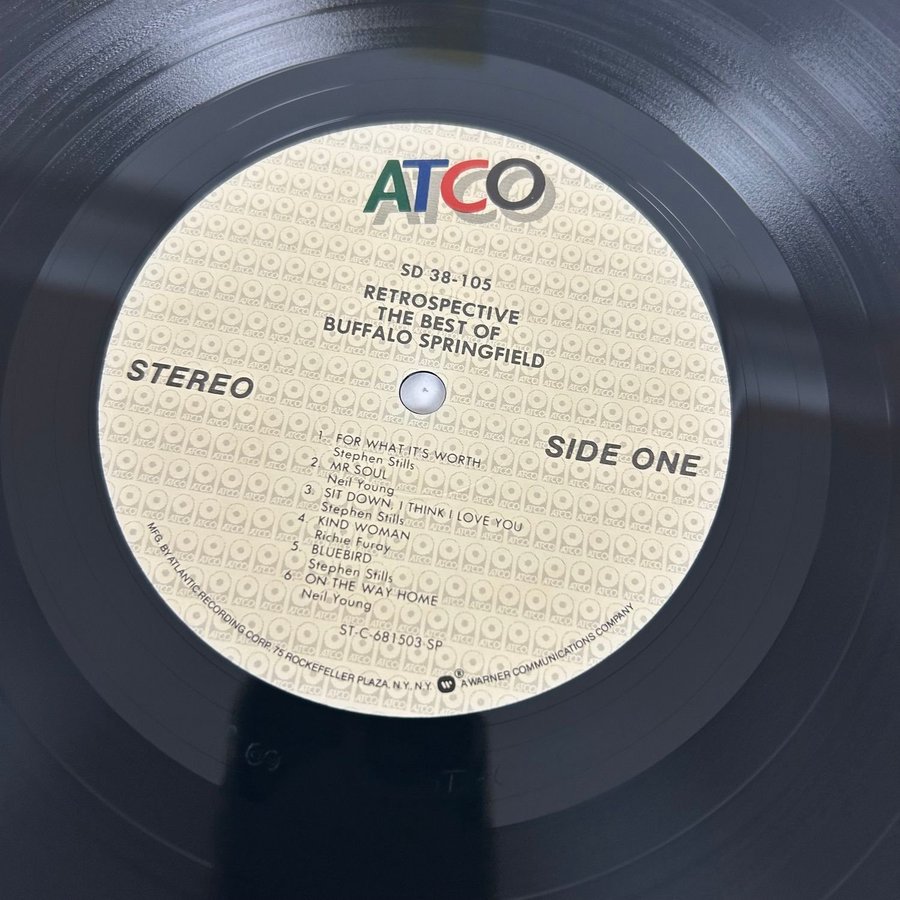 ATCO
SD 38-105
RETROSPECTIVE
THE BEST OF
BUFFALO SPRINGFIELD
STEREO
SIDE ONE
1. FOR WHAT IT'S WORTH
Stephen Stills
2. MR SOUL
Neil Young
3. SIT DOWN, I THINK I LOVE YOU
Stephen Stills
4. KIND WOMAN
Richie Furay
5. BLUEBIRD
Stephen Stills
6. ON THE WAY HOME
Neil Young
ST-C-681503 SP
MFG. BY ATLANTIC RECORDING CORP. 75 ROCKEFELLER PLAZA, N.Y., N.Y. ® A WARNER COMMUNICATIONS COMPANY